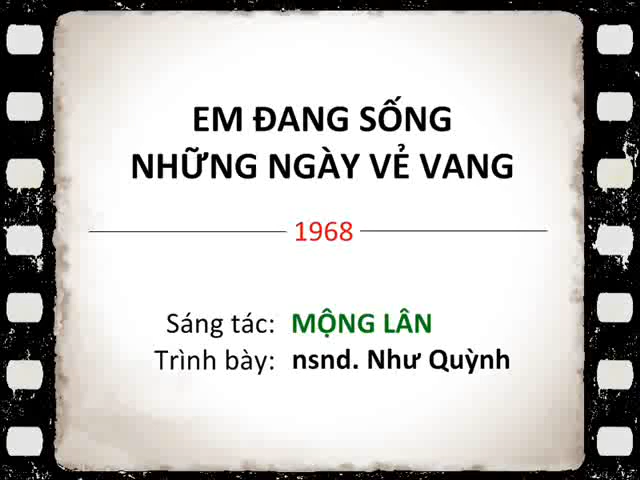 EM ĐANG SỐNG
NHỮNG NGÀY VẺ VANG
1968
Sáng tác: MỘNG LÂN
Trình bày: nsnd. Như Quỳnh